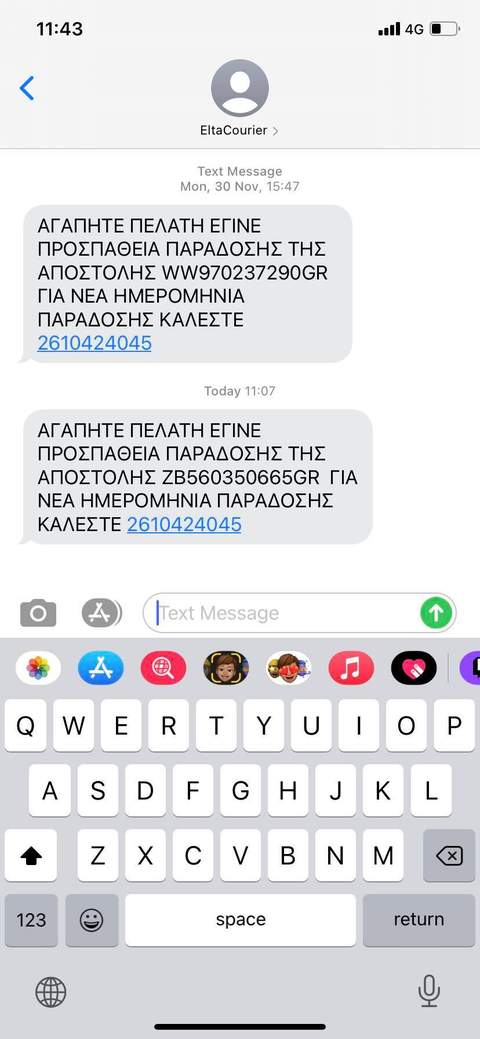 11:43
4G
EltaCourier
Text Message
Mon, 30 Nov, 15:47
ΑΓΑΠΗΤΕ ΠΕΛΑΤΗ ΕΓΙΝΕ
ΠΡΟΣΠΑΘΕΙΑ ΠΑΡΑΔΟΣΗΣ ΤΗΣ
ΑΠΟΣΤΟΛΗΣ WW970237290GR
ΓΙΑ ΝΕΑ ΗΜΕΡΟΜΗΝΙΑ
ΠΑΡΑΔΟΣΗΣ ΚΑΛΕΣΤΕ
2610424045
Today 11:07
ΑΓΑΠΗΤΕ ΠΕΛΑΤΗ ΕΓΙΝΕ
ΠΡΟΣΠΑΘΕΙΑ ΠΑΡΑΔΟΣΗΣ ΤΗΣ
ΑΠΟΣΤΟΛΗΣ ZB560350665GR ΓΙΑ
ΝΕΑ ΗΜΕΡΟΜΗΝΙΑ ΠΑΡΑΔΟΣΗΣ
ΚΑΛΕΣΤΕ 2610424045
Text Message
Q W E R T Y U I O P
A S D F G H J K L
Z X C V B N M
123 space return